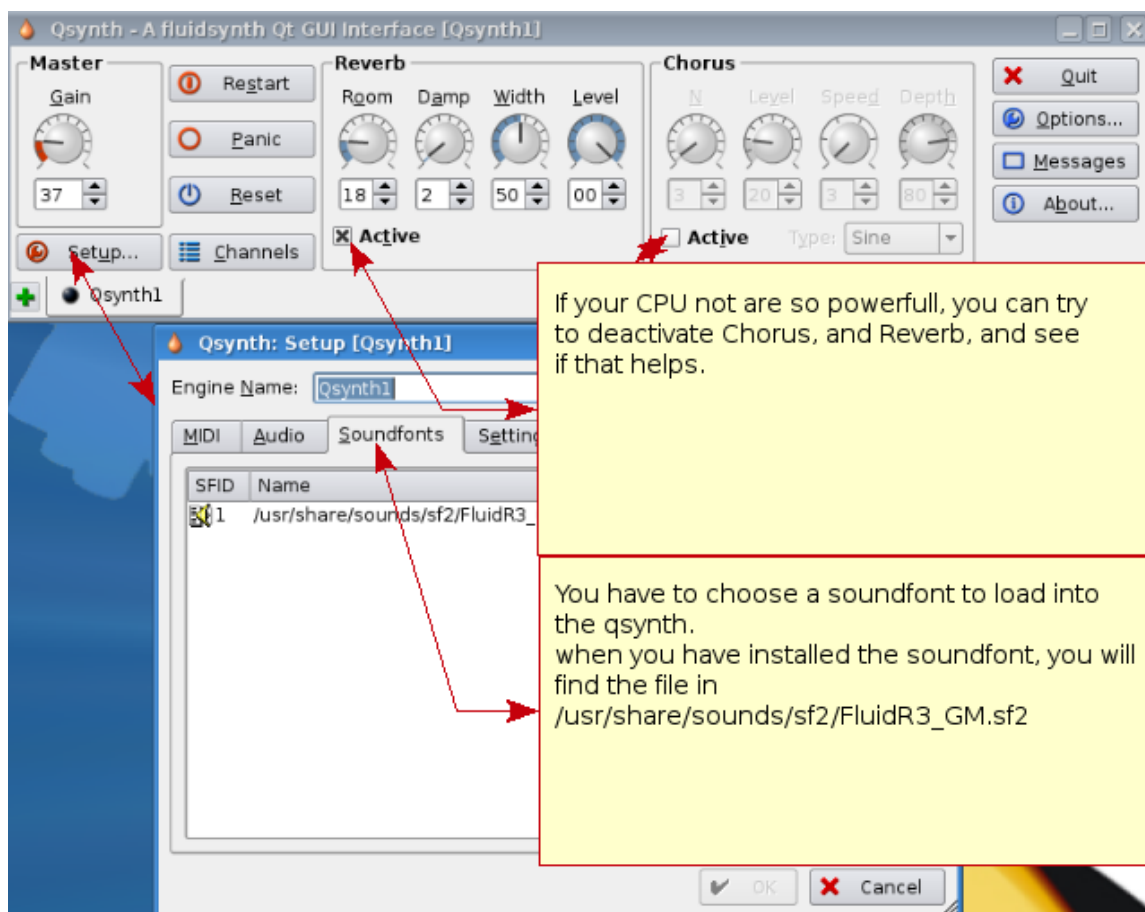 Qsynth - A fluidsynth Qt GUI Interface [Qsynth1]
Master
Gain
37
Setup...
Restart
Panic
Reset
Channels
Reverb
Room Damp Width Level
18 2 50 00
Active
Chorus
N Level Speed Depth
3 20 3 80
Active Type: Sine
Quit
Options...
Messages
About...
Qsynth1
Qsynth: Setup [Qsynth1]
Engine Name: Qsynth1
MIDI Audio Soundfonts Setting
SFID Name
1 /usr/share/sounds/sf2/FluidR3_
If your CPU not are so powerfull, you can try
to deactivate Chorus, and Reverb, and see
if that helps.
You have to choose a soundfont to load into
the qsynth.
when you have installed the soundfont, you will
find the file in
/usr/share/sounds/sf2/FluidR3_GM.sf2
OK Cancel